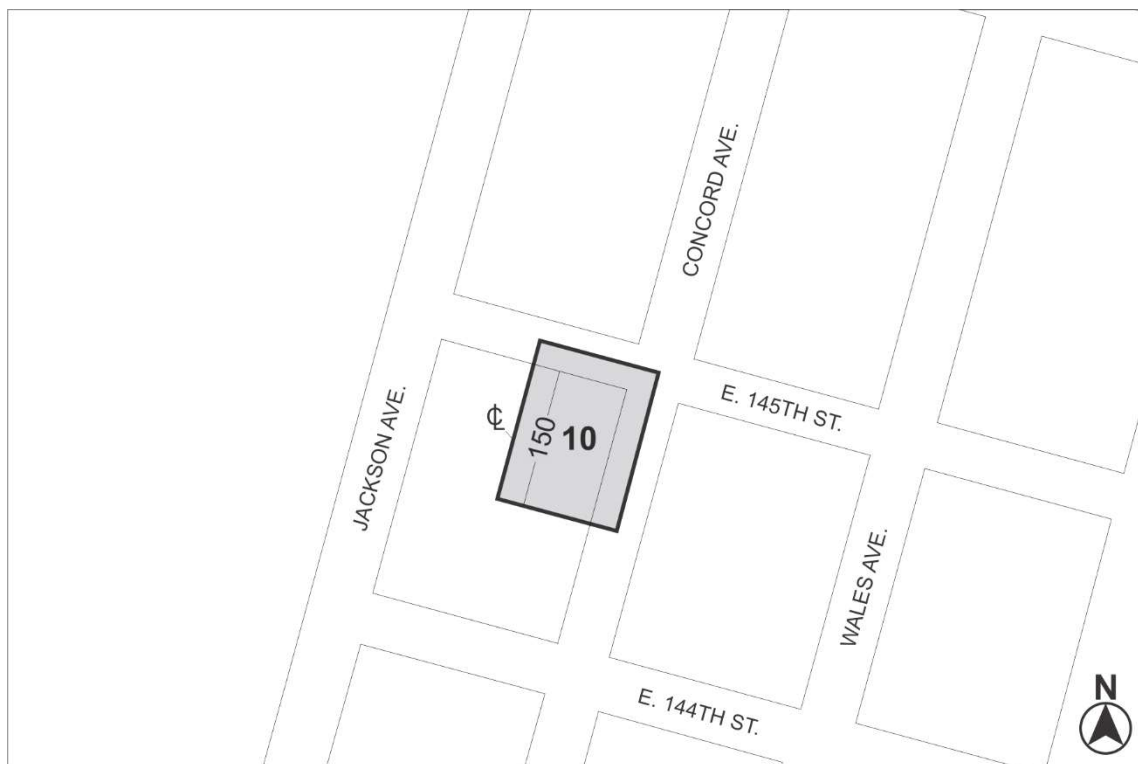 CONCORD AVE.
JACKSON AVE.
℄
150
10
E. 145TH ST.
WALES AVE.
E. 144TH ST.
N